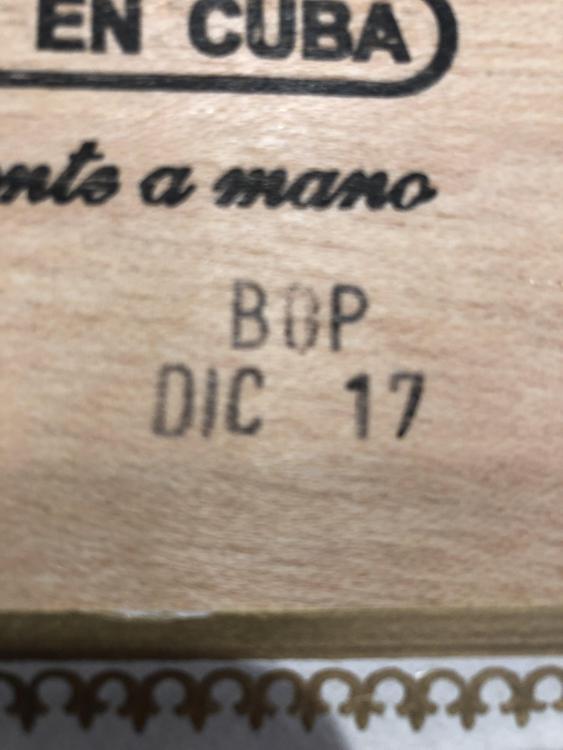 EN CUBA
a mano
BOP
DIC 17